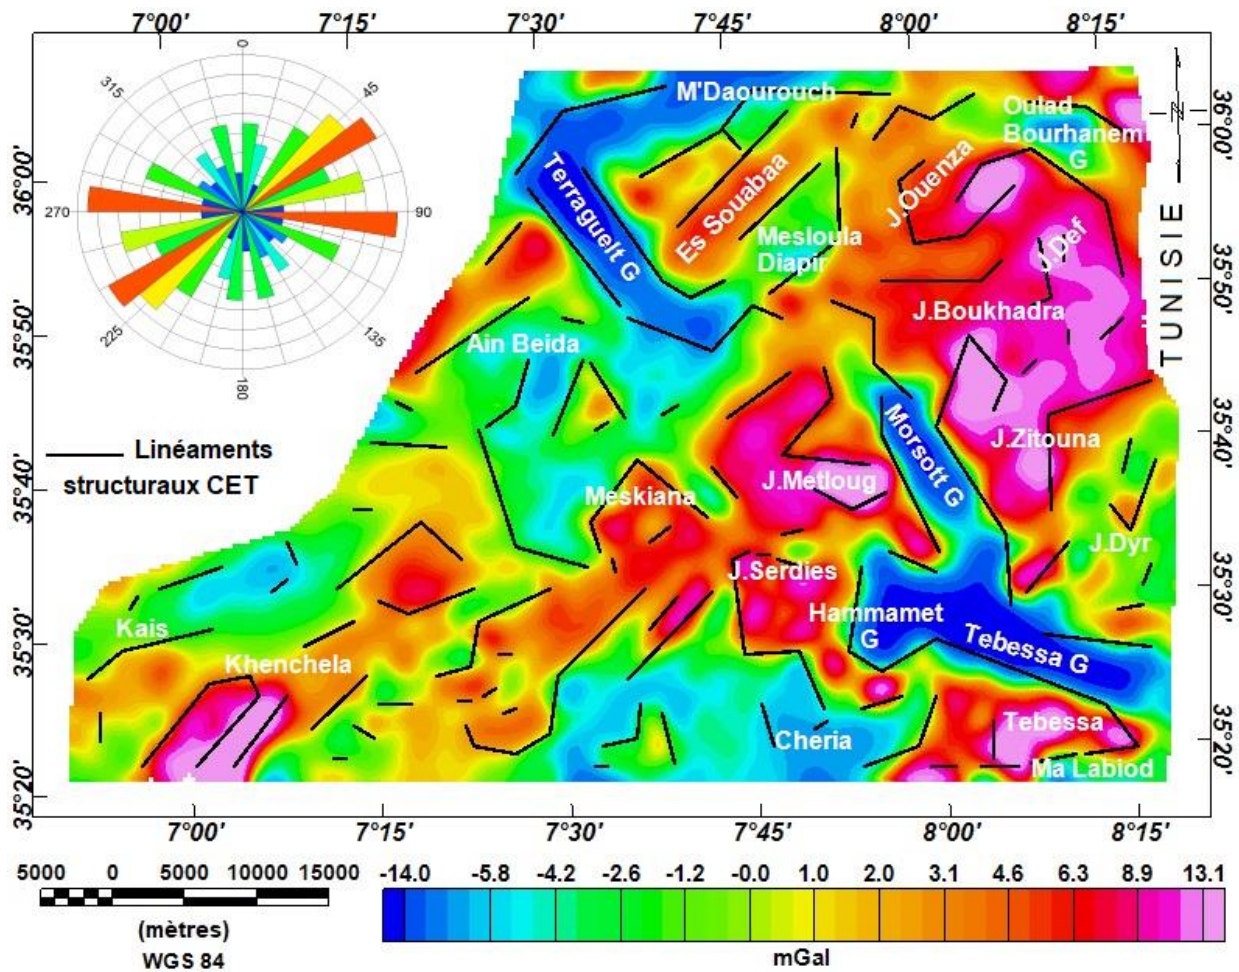 7°00' 7°15' 7°30' 7°45' 8°00' 8°15'
0
45
90
135
180
225
270
315
36°00'
35°50'
35°40'
35°30'
35°20'
36°00'
35°50'
35°40'
35°30'
35°20'
N
TUNISIE
M'Daourouch
Oulad
Bourhanem
G
Terraguelt G
Es Souabaa
J.Ouenza
Mesloula
Diapir
J.Def
J.Boukhadra
Ain Beida
Morsott G
J.Zitouna
Linéaments
structuraux CET
J.Metloug
Meskiana
J.Dyr
J.Serdies
Hammamet
G
Tebessa G
Kais
Khenchela
Tebessa
Cheria
Ma Labiod
7°00' 7°15' 7°30' 7°45' 8°00' 8°15'
5000 0 5000 10000 15000
(mètres)
WGS 84
-14.0 -5.8 -4.2 -2.6 -1.2 -0.0 1.0 2.0 3.1 4.6 6.3 8.9 13.1
mGal